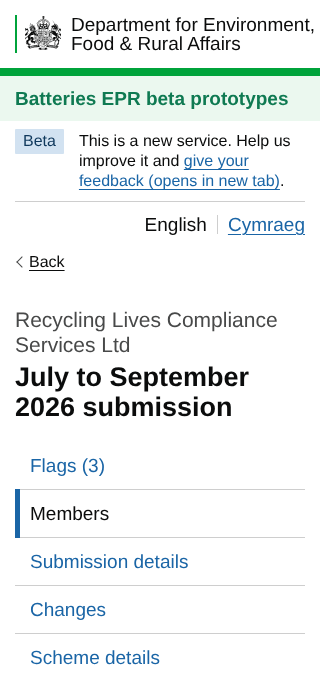 Department for Environment,
Food & Rural Affairs
Batteries EPR beta prototypes
Beta
This is a new service. Help us
improve it and give your
feedback (opens in new tab).
English
Cymraeg
Back
Recycling Lives Compliance
Services Ltd
July to September
2026 submission
Flags (3)
Members
Submission details
Changes
Scheme details